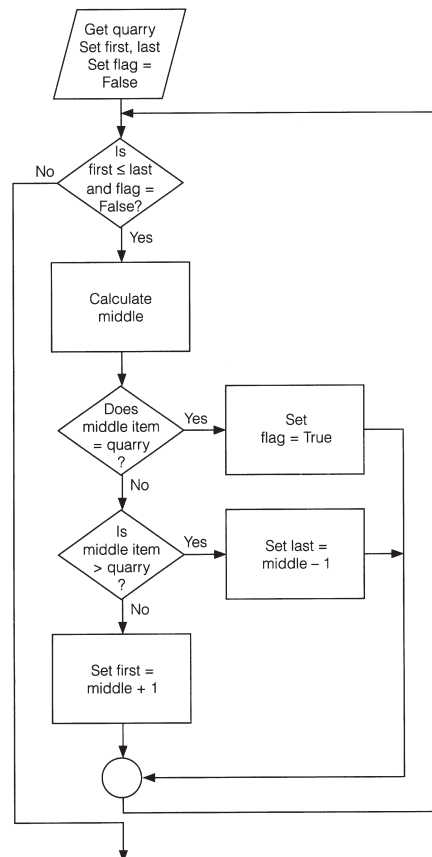 Get quarry
Set first, last
Set flag =
False
Is
first ≤ last
and flag =
False?
No
Yes
Calculate
middle
Does
middle item
= quarry
?
Yes
Set
flag = True
No
Is
middle item
> quarry
?
Yes
Set last =
middle – 1
No
Set first =
middle + 1